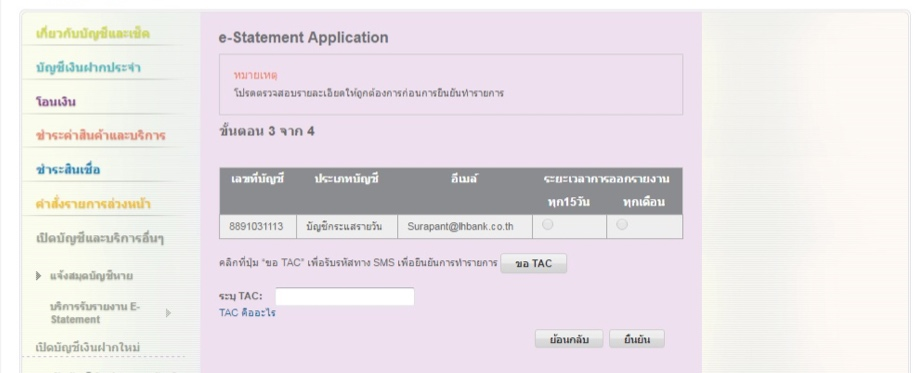 เกี่ยวกับบัญชีและเช็ค
บัญชีเงินฝากประจำ
โอนเงิน
ชำระค่าสินค้าและบริการ
ชำระสินเชื่อ
คำสั่งรายการล่วงหน้า
เปิดบัญชีและบริการอื่นๆ
แจ้งสมุดบัญชีหาย
บริการรับรายงาน E-
Statement
เปิดบัญชีเงินฝากใหม่
e-Statement Application
หมายเหตุ
โปรดตรวจสอบรายละเอียดให้ถูกต้องการก่อนการยืนยันทำรายการ
ขั้นตอน 3 จาก 4
เลขที่บัญชี ประเภทบัญชี อีเมล์ ระยะเวลาการออกรายงาน
ทุก15วัน ทุกเดือน
8891031113 บัญชีกระแสรายวัน Surapant@lhbank.co.th
คลิกที่ปุ่ม "ขอ TAC" เพื่อรับรหัสทาง SMS เพื่อยืนยันการทำรายการ ขอ TAC
ระบุ TAC:
TAC คืออะไร
ย้อนกลับ ยืนยัน